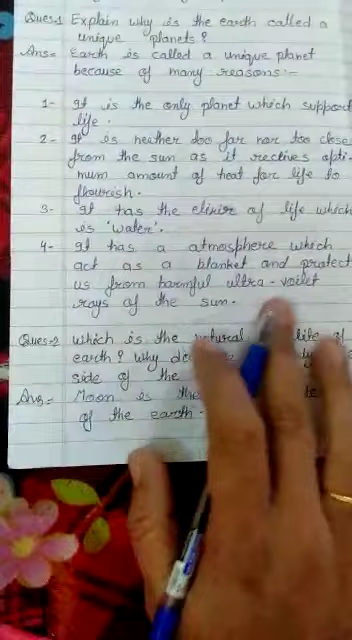 Ques-1 Explain why is the earth called a
unique planets?
Ans= Earth is called a unique planet
because of many reasons:-
1- It is the only planet which support
life.
2- It is neither too far nor too close
from the sun as it recives opti-
mum amount of heat for life to
flourish.
3- It has the elixir of life which
is 'water'.
4- It has a atmosphere which
act as a blanket and protect
us from harmful ultra-voilet
rays of the sun.
Ques-2 which is the natural of
earth? Why
side of the
Ans= Moon is the
of the earth.